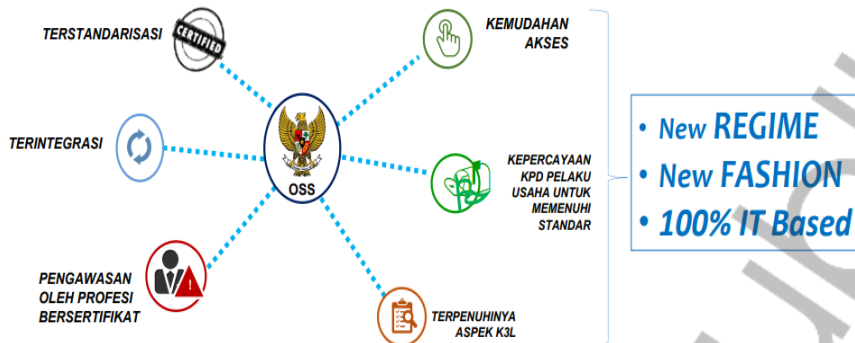 TERSTANDARISASI
CERTIFIED
KEMUDAHAN
AKSES
TERINTEGRASI
OSS
KEPERCAYAAN
KPD PELAKU
USAHA UNTUK
MEMENUHI
STANDAR
PENGAWASAN
OLEH PROFESI
BERSERTIFIKAT
!
TERPENUHINYA
ASPEK K3L
• New REGIME
• New FASHION
• 100% IT Based